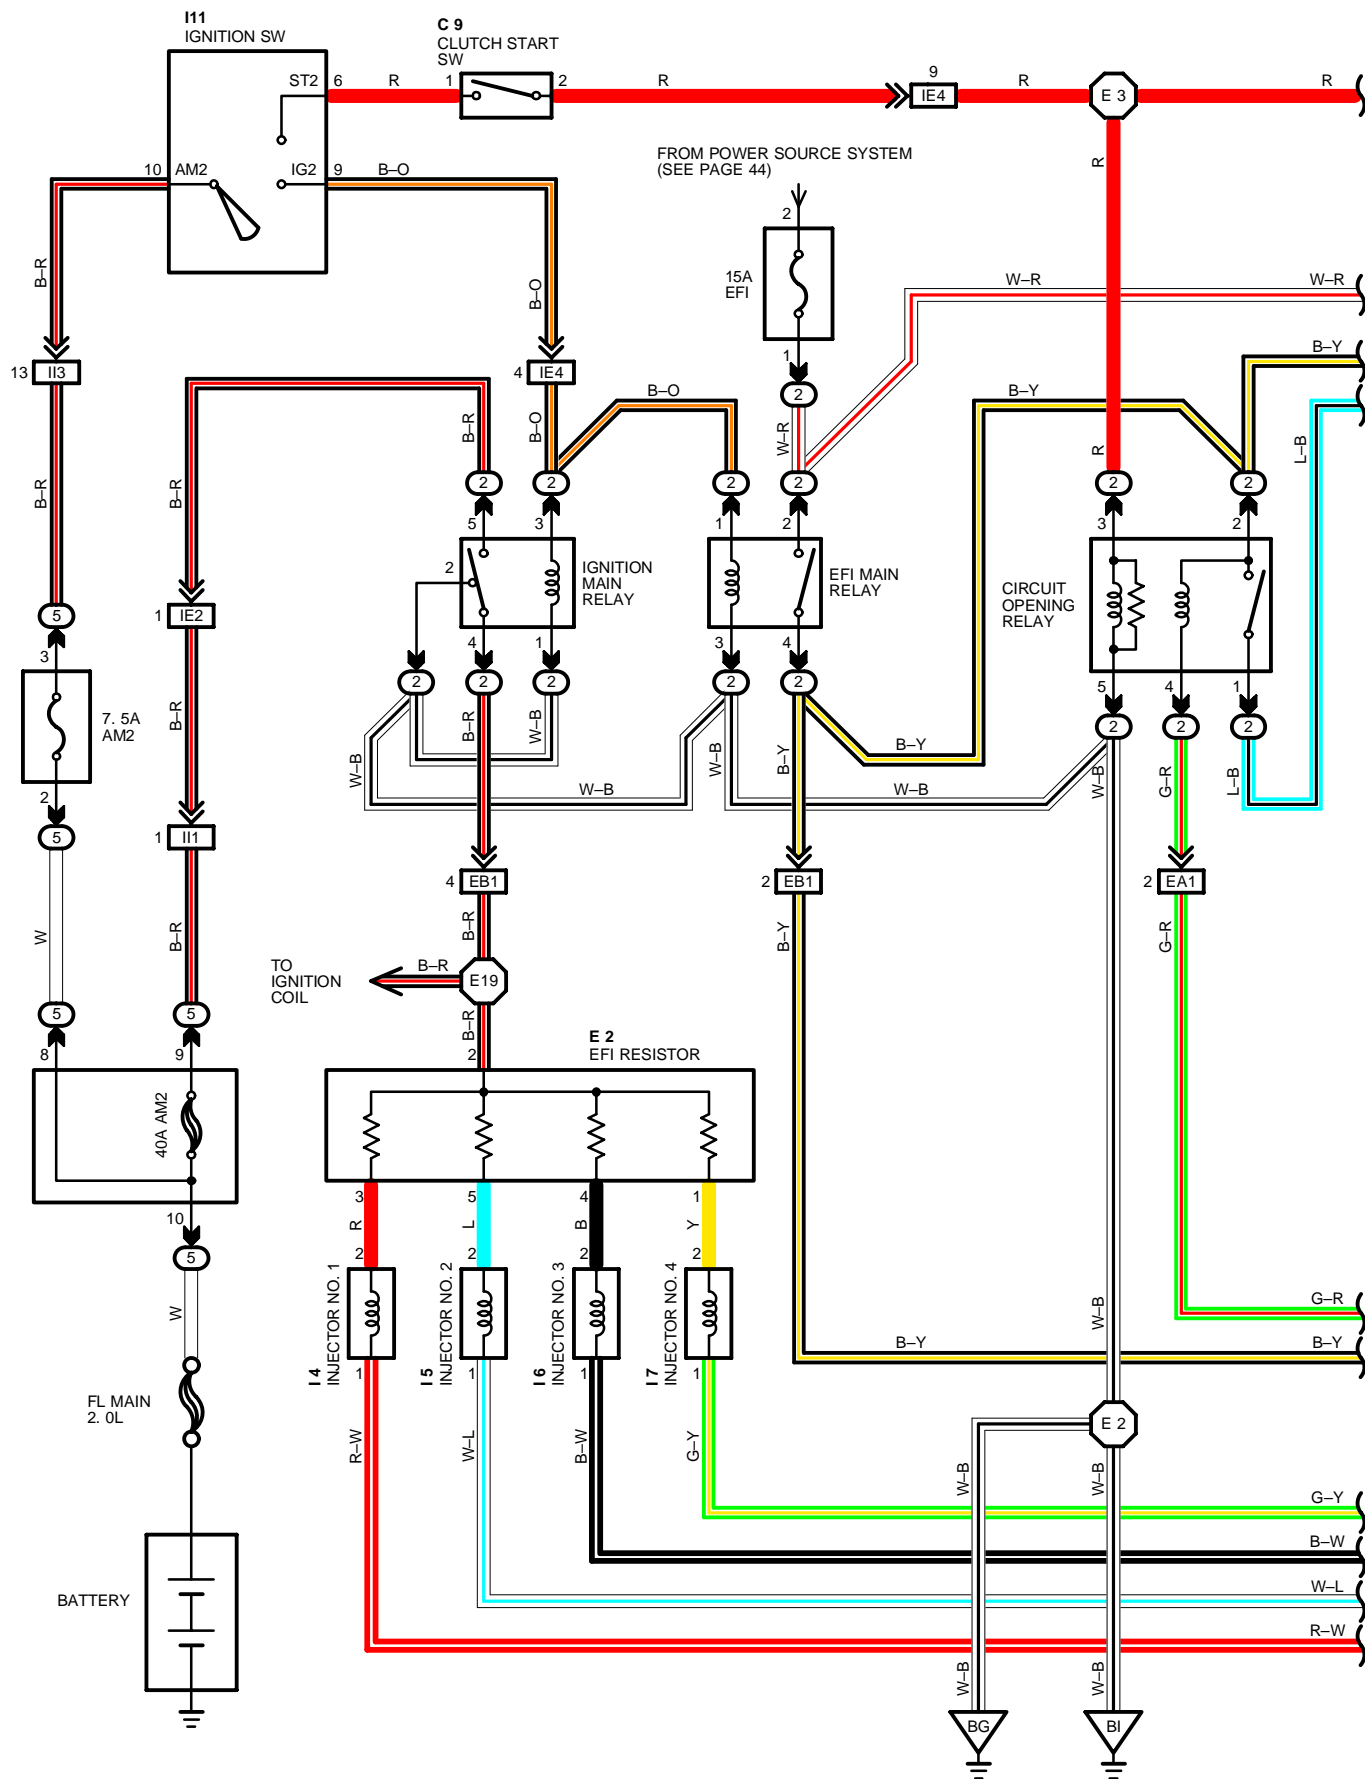 I11
IGNITION SW
C 9
CLUTCH START
SW
ST2
6
R
1
2
R
9
IE4
R
E 3
R
FROM POWER SOURCE SYSTEM
(SEE PAGE 44)
10
AM2
IG2
9
B–O
R
2
15A
EFI
1
B–R
B–O
W–R
W–R
B–Y
13
II3
4
IE4
2
B–O
B–Y
B–R
B–R
B–R
B–O
W–R
R
L–B
2
2
2
2
2
2
5
3
1
2
3
2
2
IGNITION
MAIN
RELAY
EFI MAIN
RELAY
CIRCUIT
OPENING
RELAY
5
1
IE2
3
4
1
3
4
5
4
1
2
2
2
2
2
2
2
2
7. 5A
AM2
B–R
W–B
B–R
W–B
W–B
B–Y
B–Y
W–B
G–R
L–B
W–B
W–B
2
5
1
II1
4
EB1
2
EB1
2
EA1
W
B–R
B–R
B–Y
G–R
TO
IGNITION
COIL
B–R
E19
5
5
B–R
8
9
2
E 2
EFI RESISTOR
40A AM2
3
5
4
1
R
L
B
Y
10
5
2
2
2
2
INJECTOR NO. 1
INJECTOR NO. 2
INJECTOR NO. 3
INJECTOR NO. 4
W
W–B
G–R
B–Y
B–Y
I 4
1
I 5
1
I 6
1
I 7
1
FL MAIN
2. 0L
E 2
R–W
W–L
B–W
G–Y
W–B
W–B
G–Y
B–W
W–L
R–W
BATTERY
W–B
W–B
BG
BI